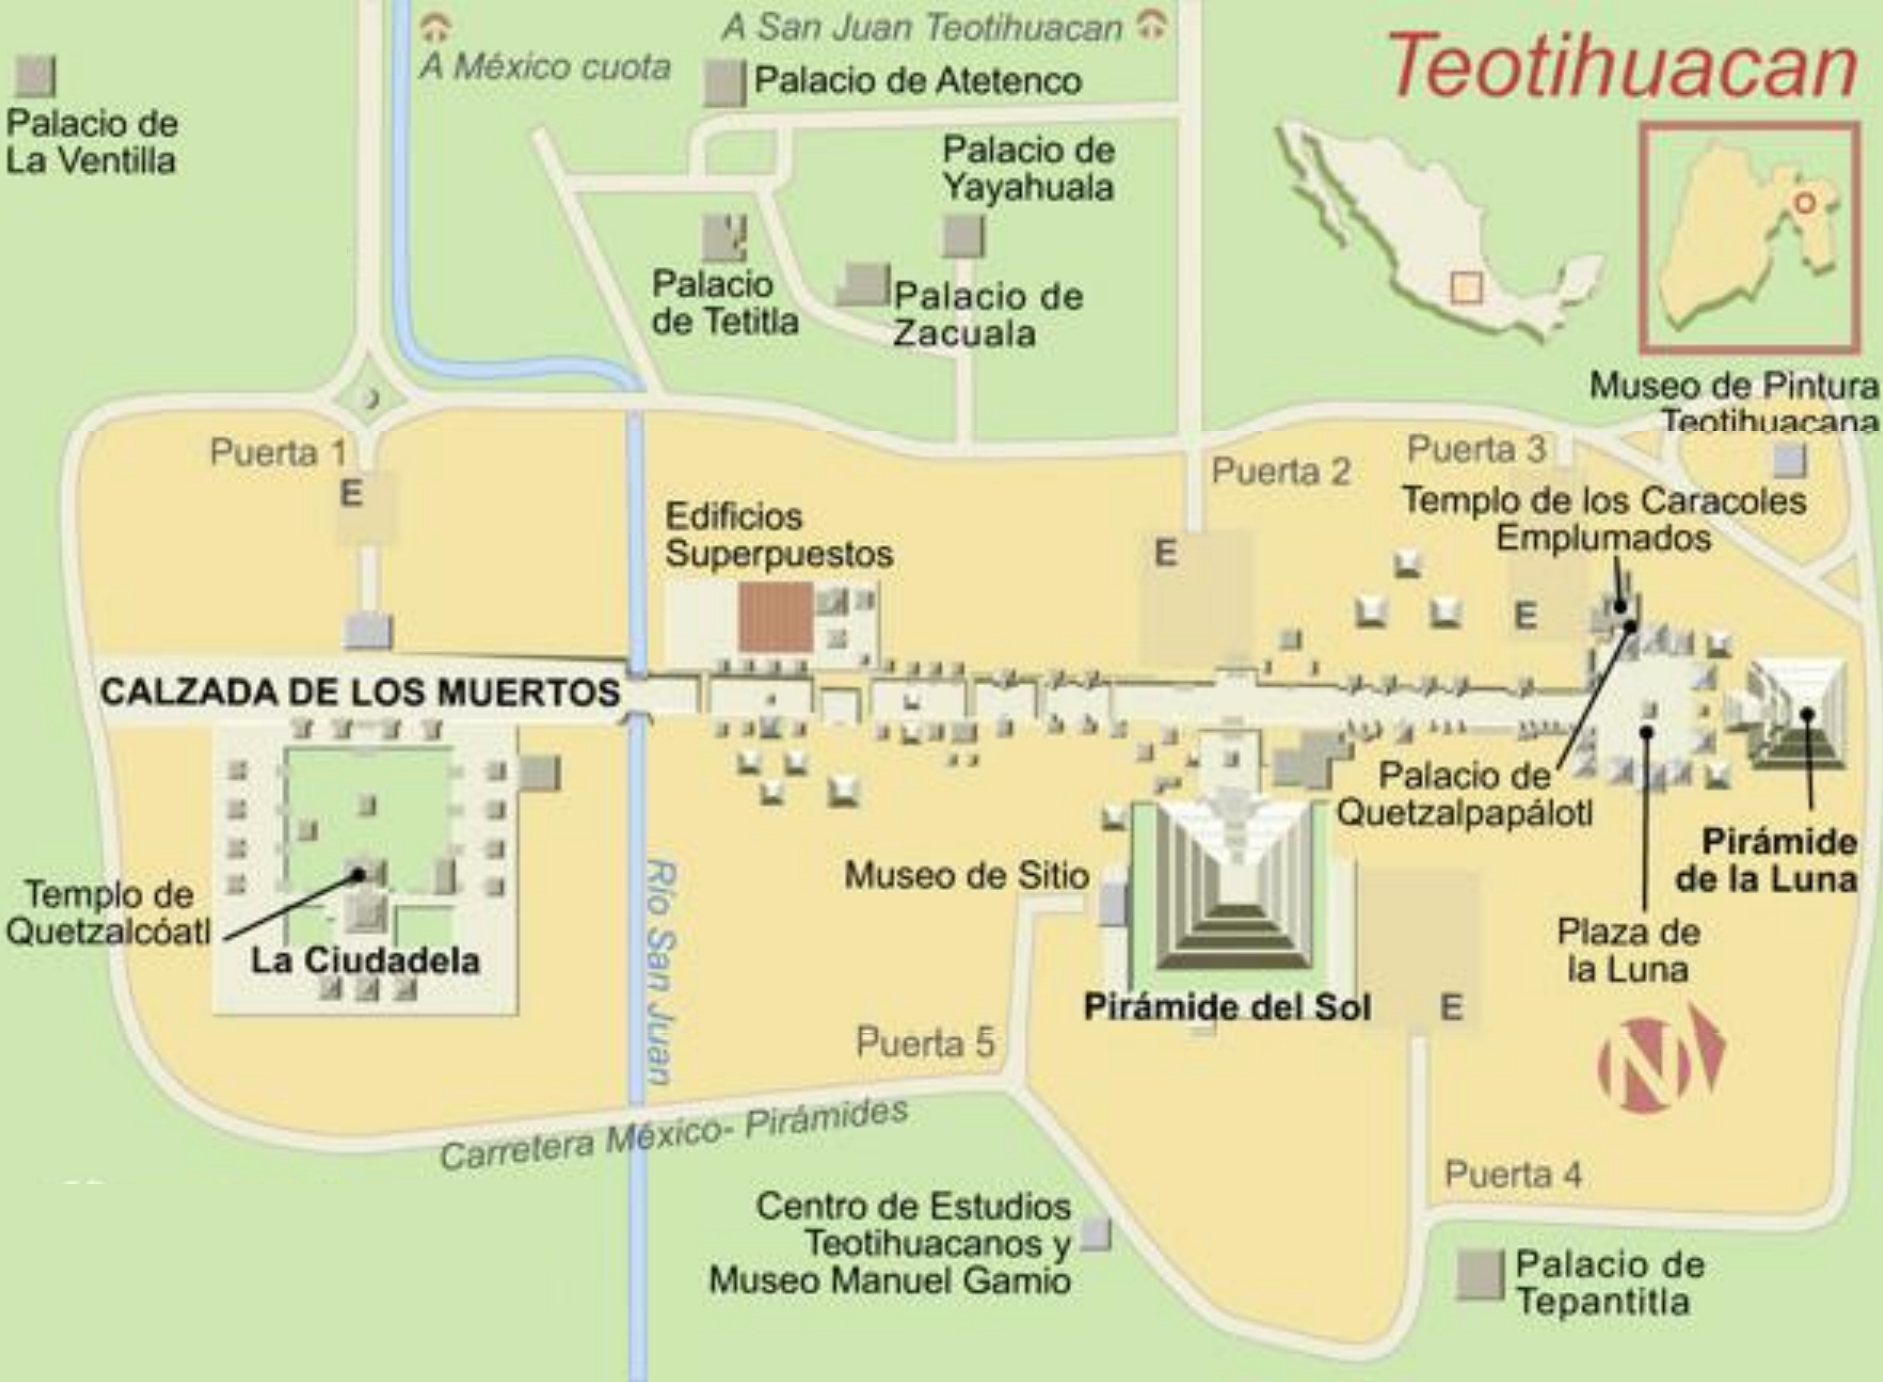 A San Juan Teotihuacan
A México cuota
Teotihuacan
Palacio de
La Ventilla
Palacio de Atetenco
Palacio de
Yayahuala
Palacio
de Tetitla
Palacio de
Zacuala
Museo de Pintura
Teotihuacana
Puerta 1
E
Puerta 2
E
Puerta 3
E
Templo de los Caracoles
Emplumados
Edificios
Superpuestos
CALZADA DE LOS MUERTOS
Palacio de
Quetzalpapálotl
Pirámide
de la Luna
Plaza de
la Luna
Museo de Sitio
Templo de
Quetzalcóatl
La Ciudadela
Río San Juan
Pirámide del Sol
E
N
Puerta 5
Carretera México- Pirámides
Puerta 4
Centro de Estudios
Teotihuacanos y
Museo Manuel Gamio
Palacio de
Tepantitla